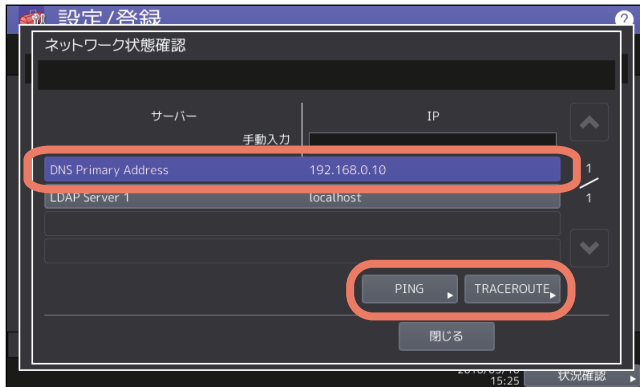 設定/登録
?
ネットワーク状態確認
サーバー IP
手動入力
DNS Primary Address 192.168.0.10
LDAP Server 1 localhost
1
1
PING TRACEROUTE
閉じる
15:25 状況確認